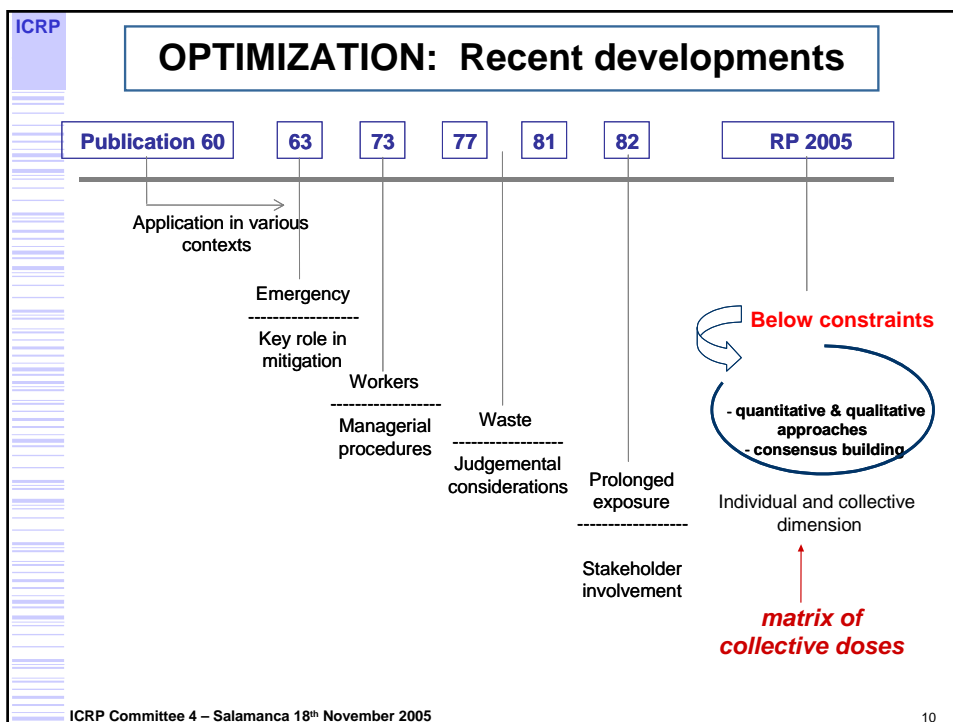 ICRP
OPTIMIZATION: Recent developments
Publication 60
63
73
77
81
82
RP 2005
Application in various
contexts
Emergency
------------------
Key role in
mitigation
Workers
------------------
Managerial
procedures
Waste
------------------
Judgemental
considerations
Prolonged
exposure
------------------
Stakeholder
involvement
Below constraints
- quantitative & qualitative
approaches
- consensus building
Individual and collective
dimension
matrix of
collective doses
ICRP Committee 4 – Salamanca 18th November 2005
10